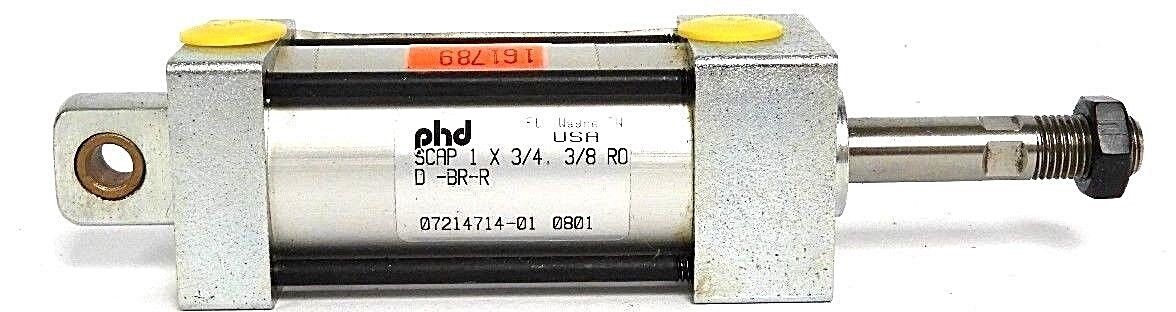 161789
phd Ft. Wayne IN
USA
SCAP 1 X 3/4, 3/8 RO
D -BR-R
07214714-01 0801